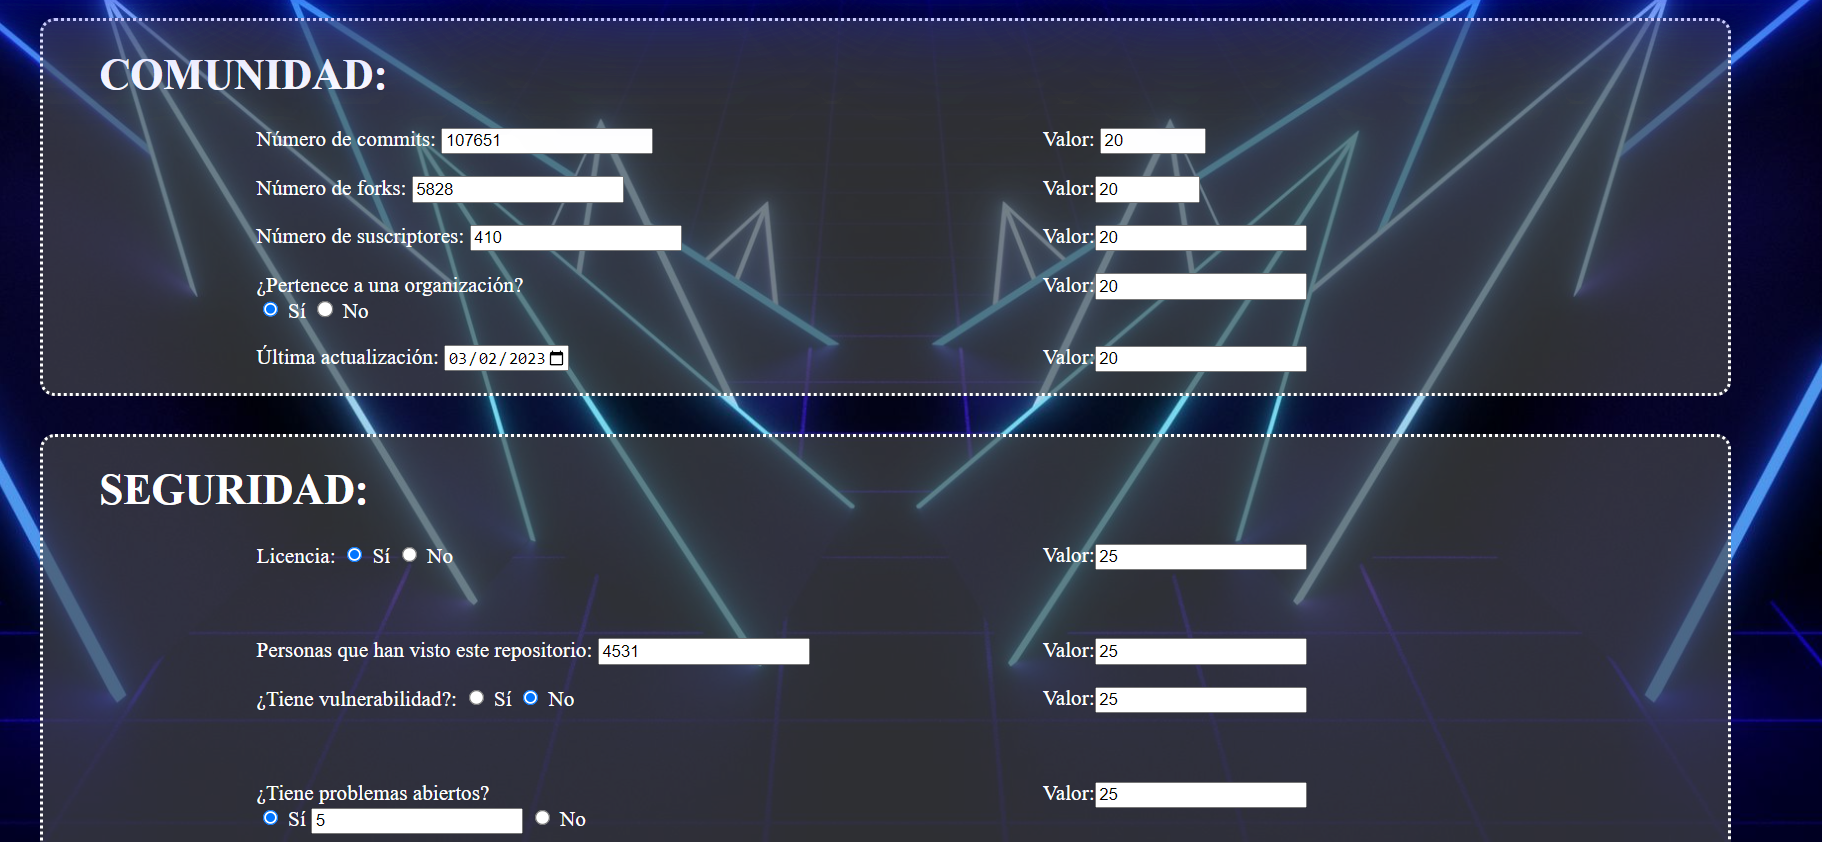 COMUNIDAD:
Número de commits: 107651 Valor: 20
Número de forks: 5828 Valor: 20
Número de suscriptores: 410 Valor: 20
¿Pertenece a una organización? Valor: 20
Sí No
Última actualización: 03/02/2023 Valor: 20
SEGURIDAD:
Licencia: Sí No Valor: 25
Personas que han visto este repositorio: 4531 Valor: 25
¿Tiene vulnerabilidad?: Sí No Valor: 25
¿Tiene problemas abiertos? Valor: 25
Sí 5 No